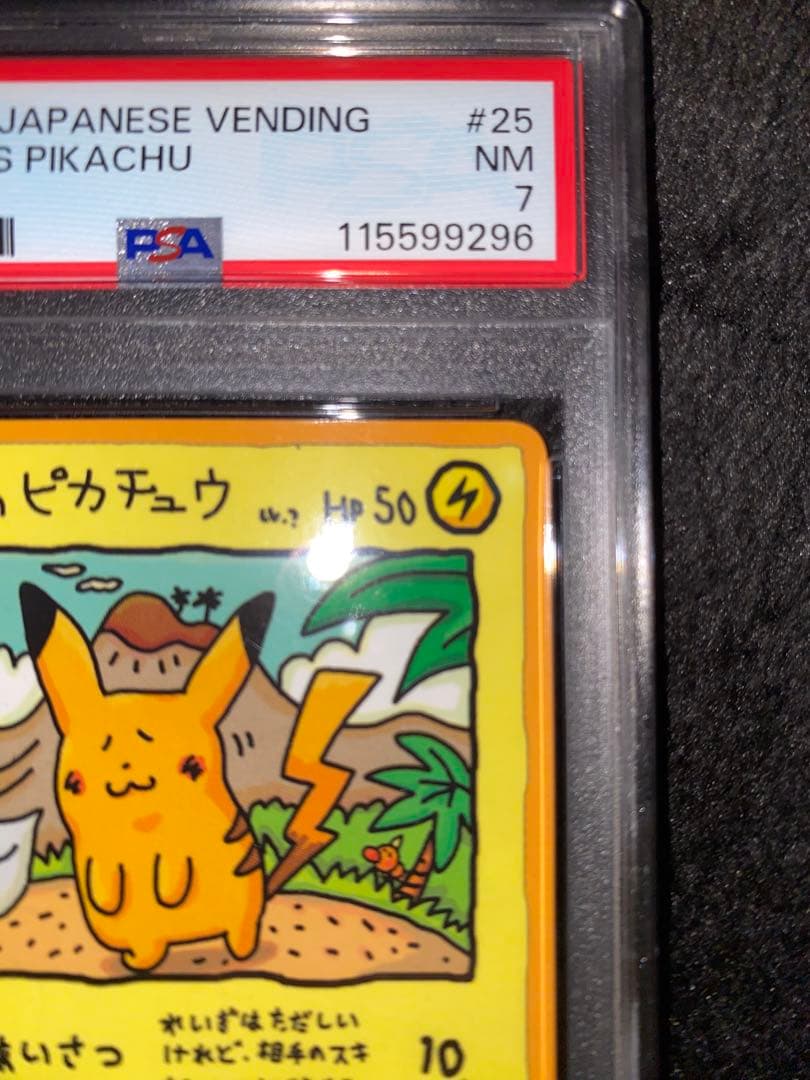 JAPANESE VENDING #25
S PIKACHU NM
7
PSA 115599296
ピカチュウ LV.? HP 50
いさつ
れいぎはただしい
けれど、相手のスキ
10